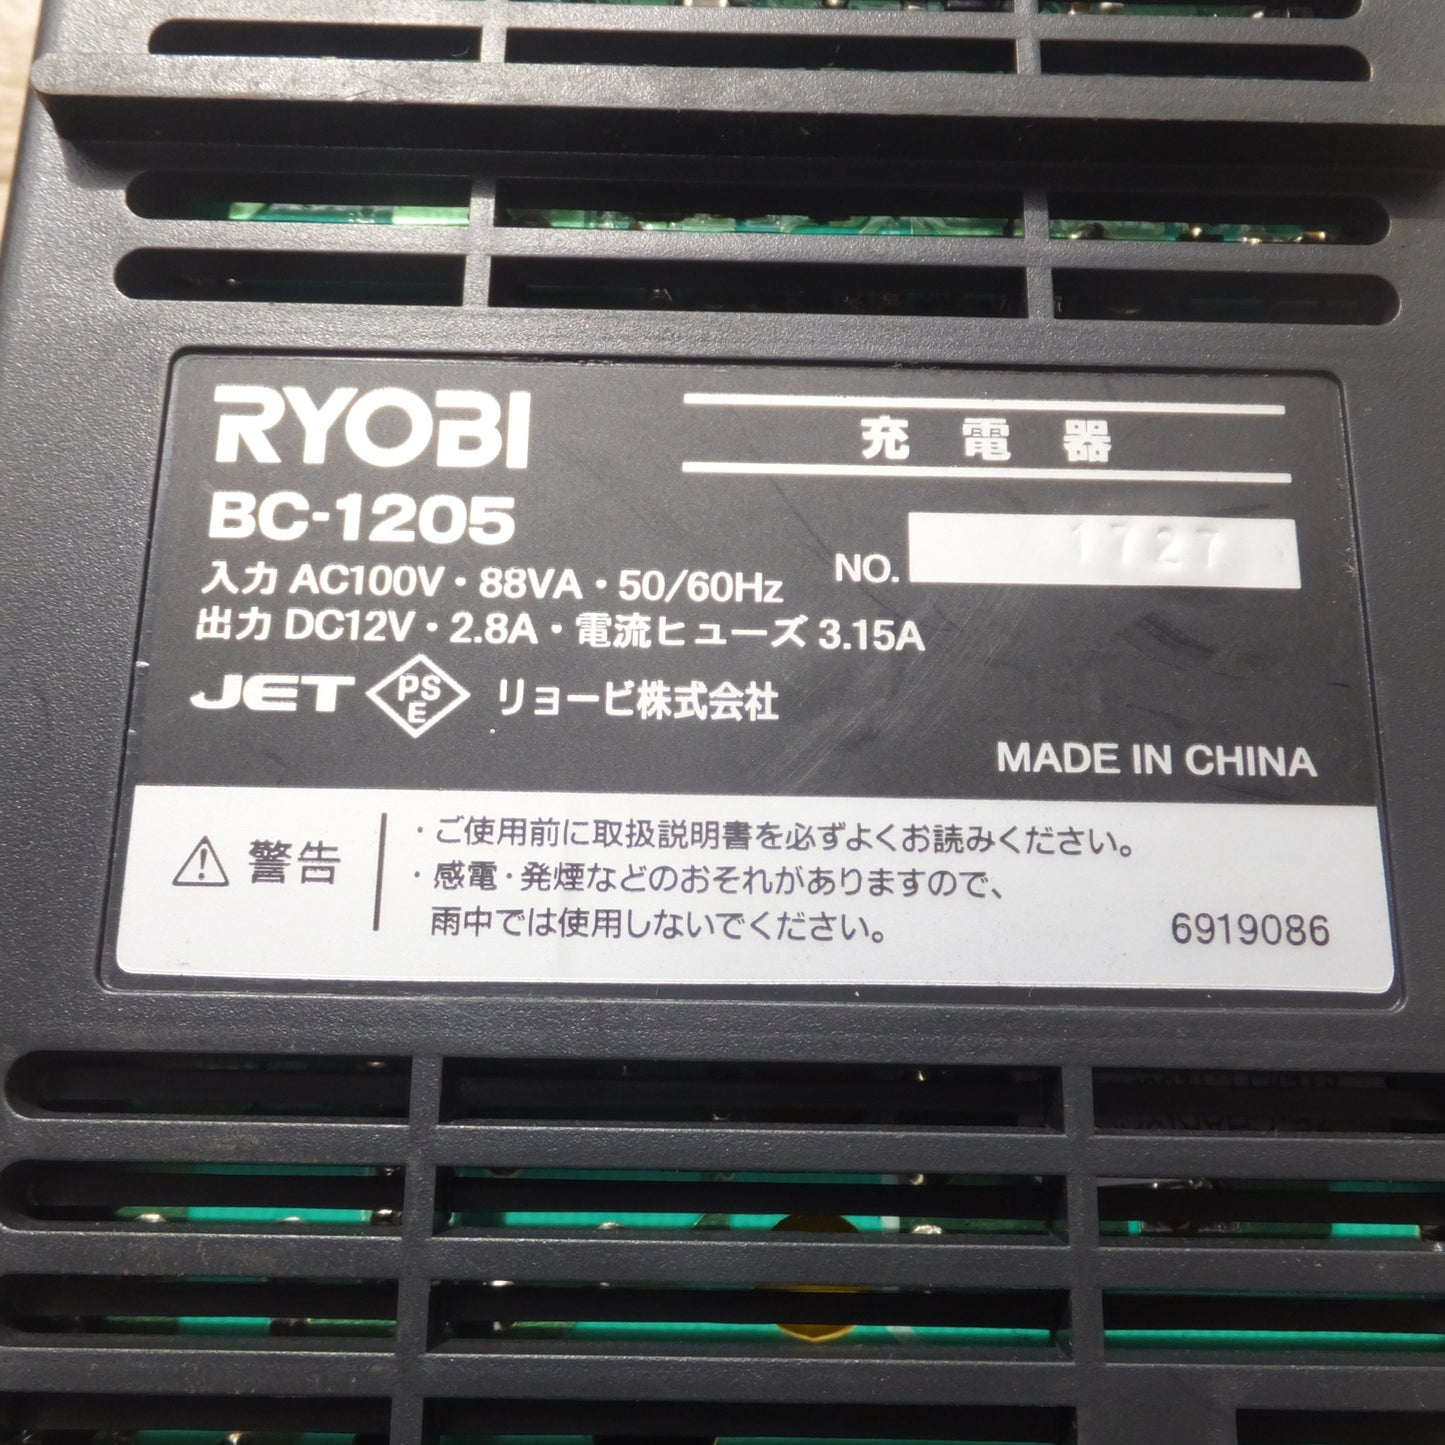 RYOBI
充電器
BC-1205
NO. 1727
入力 AC100V・88VA・50/60Hz
出力 DC12V・2.8A・電流ヒューズ 3.15A
JET PSE リョービ株式会社
MADE IN CHINA
警告
・ご使用前に取扱説明書を必ずよくお読みください。
・感電・発煙などのおそれがありますので、
雨中では使用しないでください。
6919086